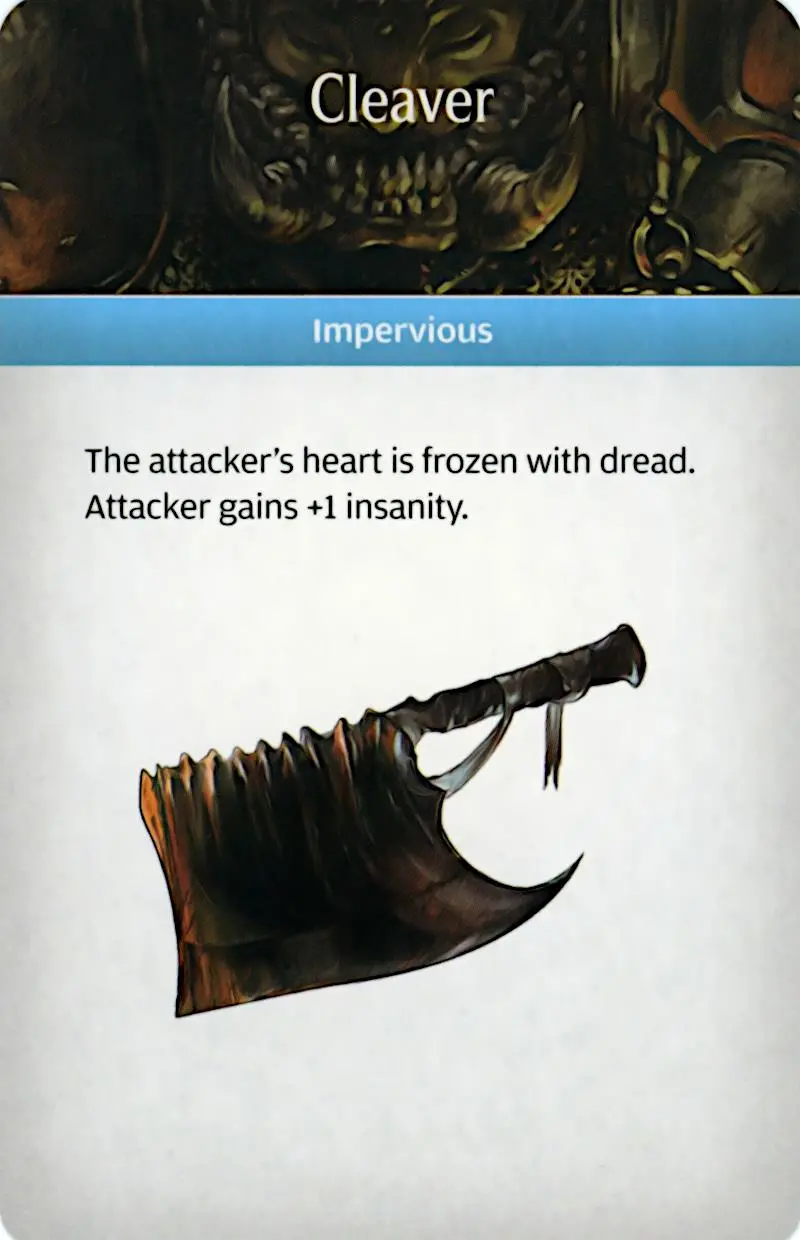 Cleaver
Impervious
The attacker's heart is frozen with dread.
Attacker gains +1 insanity.